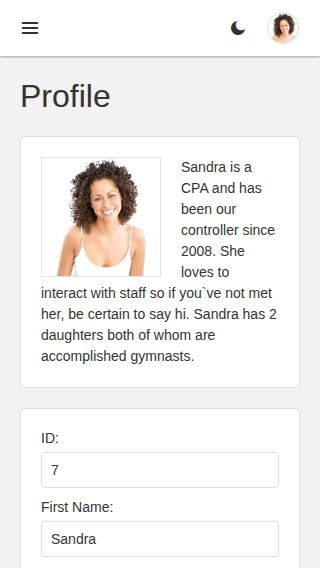 Profile
Sandra is a
CPA and has
been our
controller since
2008. She
loves to
interact with staff so if you`ve not met
her, be certain to say hi. Sandra has 2
daughters both of whom are
accomplished gymnasts.
ID:
7
First Name:
Sandra